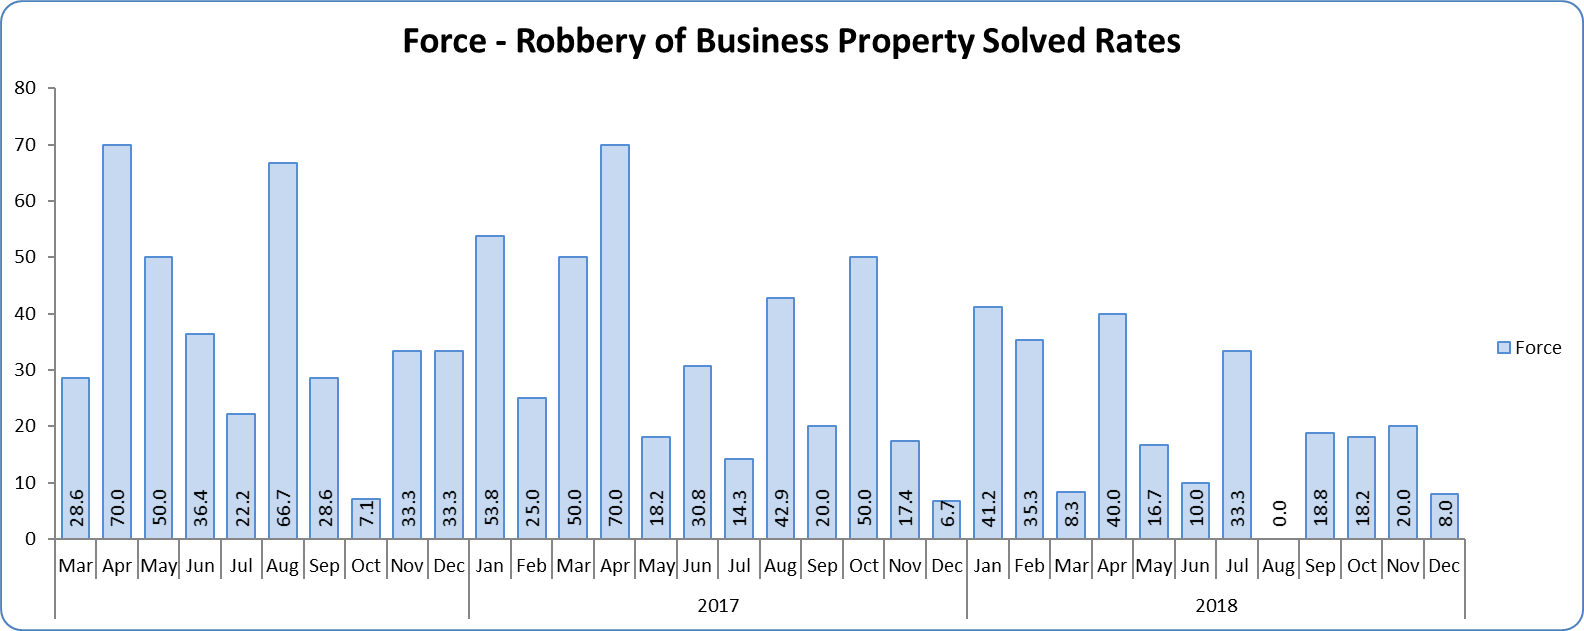 Force - Robbery of Business Property Solved Rates
80
70
60
50
40
30
20
10
0
28.6 70.0 50.0 36.4 22.2 66.7 28.6 7.1 33.3 33.3 53.8 25.0 50.0 70.0 18.2 30.8 14.3 42.9 20.0 50.0 17.4 6.7 41.2 35.3 8.3 40.0 16.7 10.0 33.3 0.0 18.8 18.2 20.0 8.0
Mar Apr May Jun Jul Aug Sep Oct Nov Dec Jan Feb Mar Apr May Jun Jul Aug Sep Oct Nov Dec Jan Feb Mar Apr May Jun Jul Aug Sep Oct Nov Dec
2017 2018
Force